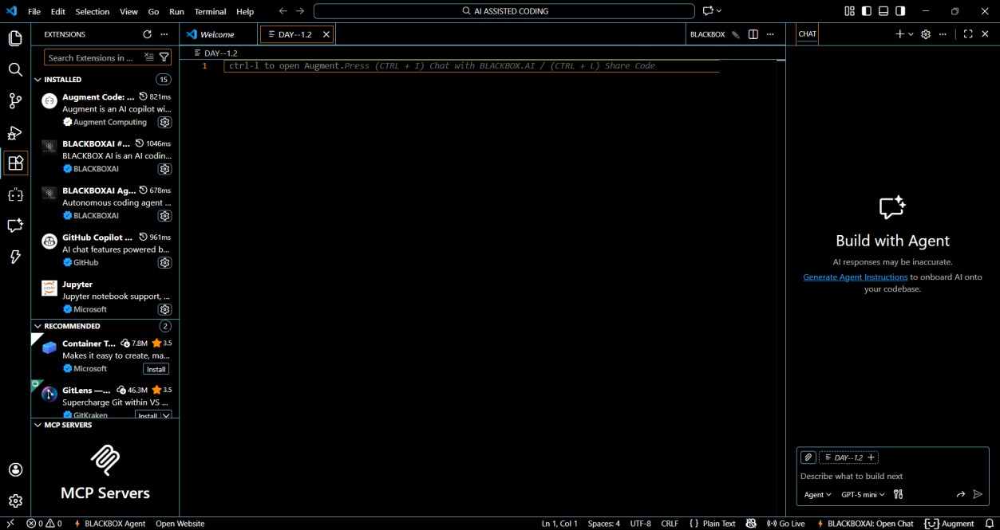 File Edit Selection View Go Run Terminal Help
AI ASSISTED CODING
EXTENSIONS
Search Extensions in ...
INSTALLED 15
Augment Code: ... 821ms
Augment is an AI copilot wi...
Augment Computing
BLACKBOXAI #... 1046ms
BLACKBOX AI is an AI codin...
BLACKBOXAI
BLACKBOXAI Ag... 678ms
Autonomous coding agent ...
BLACKBOXAI
GitHub Copilot ... 961ms
AI chat features powered b...
GitHub
Jupyter
Jupyter notebook support, ...
Microsoft
RECOMMENDED 2
Container T... 7.8M 3.5
Makes it easy to create, ma...
Microsoft
Install
GitLens —... 46.3M 3.5
Supercharge Git within VS ...
GitKraken
Install
MCP SERVERS
MCP Servers
Welcome
DAY--1.2
BLACKBOX
DAY--1.2
1 ctrl-l to open Augment.Press (CTRL + I) Chat with BLACKBOX.AI / (CTRL + L) Share Code
CHAT
Build with Agent
AI responses may be inaccurate.
Generate Agent Instructions to onboard AI onto
your codebase.
DAY--1.2
Describe what to build next
Agent GPT-5 mini
0 0 BLACKBOX Agent Open Website Ln 1, Col 1 Spaces: 4 UTF-8 CRLF { } Plain Text Go Live BLACKBOXAI: Open Chat Augment